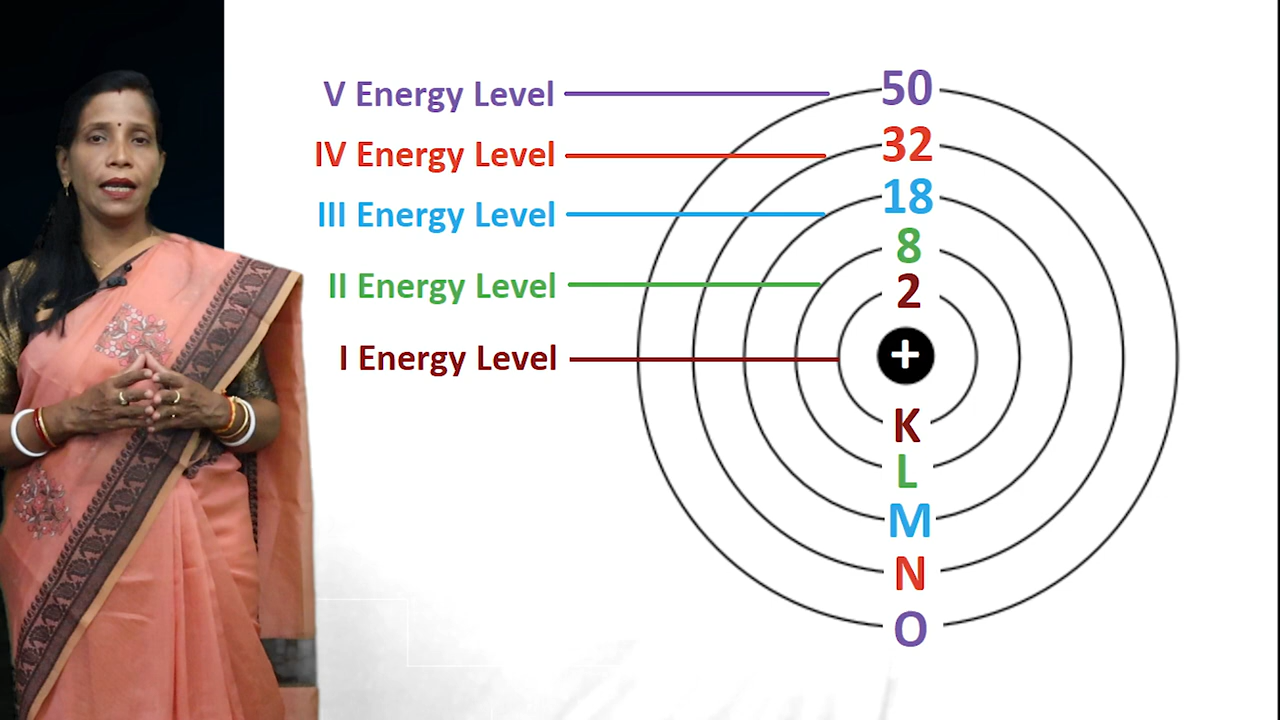 V Energy Level
IV Energy Level
III Energy Level
II Energy Level
I Energy Level
50
32
18
8
2
+
K
L
M
N
O